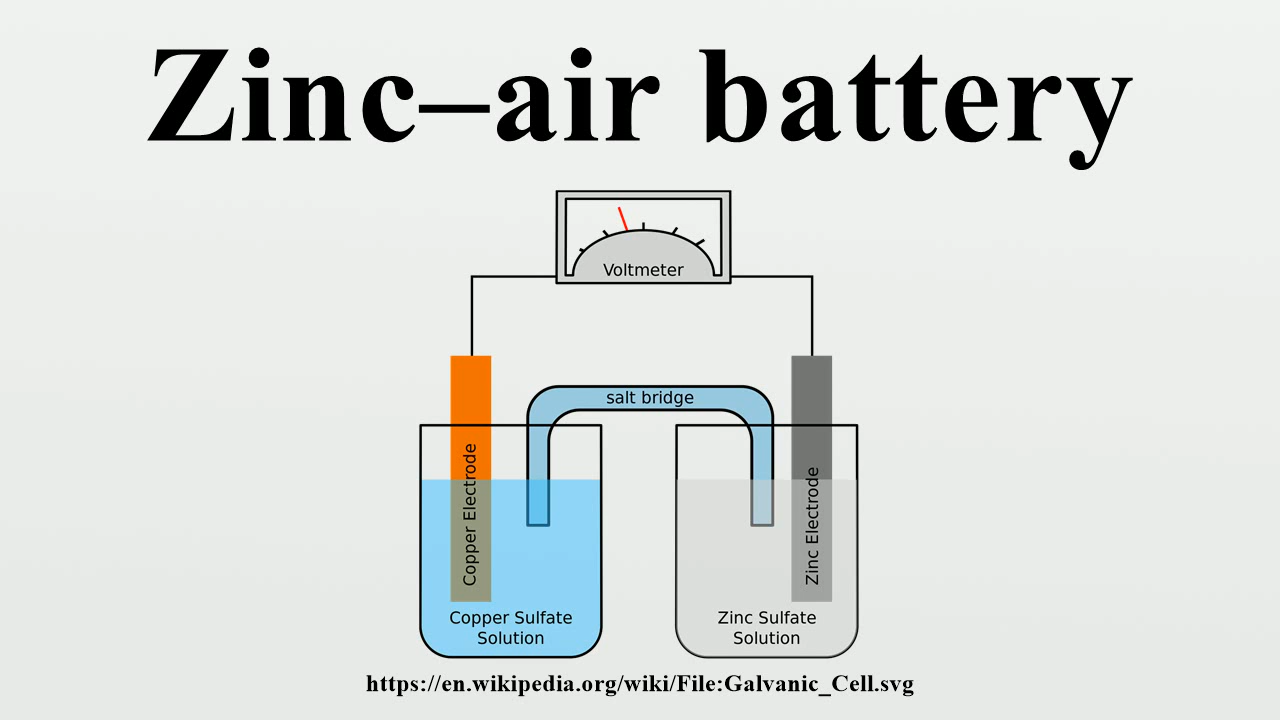 Zinc–air battery
Voltmeter
salt bridge
Copper Electrode
Zinc Electrode
Copper Sulfate
Solution
Zinc Sulfate
Solution
https://en.wikipedia.org/wiki/File:Galvanic_Cell.svg